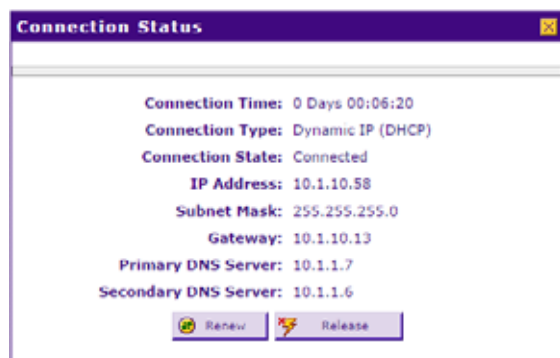 Connection Status
Connection Time: 0 Days 00:06:20
Connection Type: Dynamic IP (DHCP)
Connection State: Connected
IP Address: 10.1.10.58
Subnet Mask: 255.255.255.0
Gateway: 10.1.10.13
Primary DNS Server: 10.1.1.7
Secondary DNS Server: 10.1.1.6
Renew Release